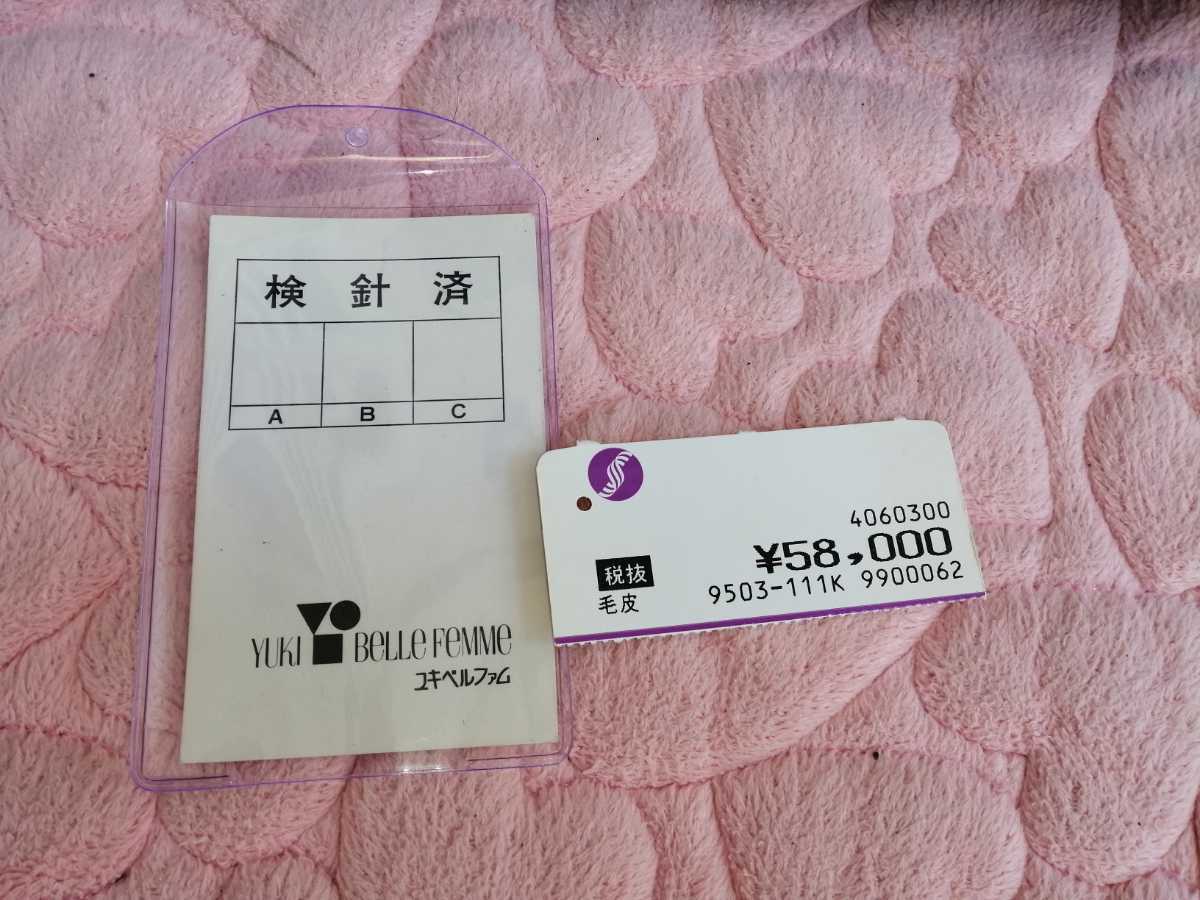 検針済
A B C
YUKI BELLE FEMME
ユキベルファム
4060300
¥58,000
税抜
毛皮
9503-111K 9900062